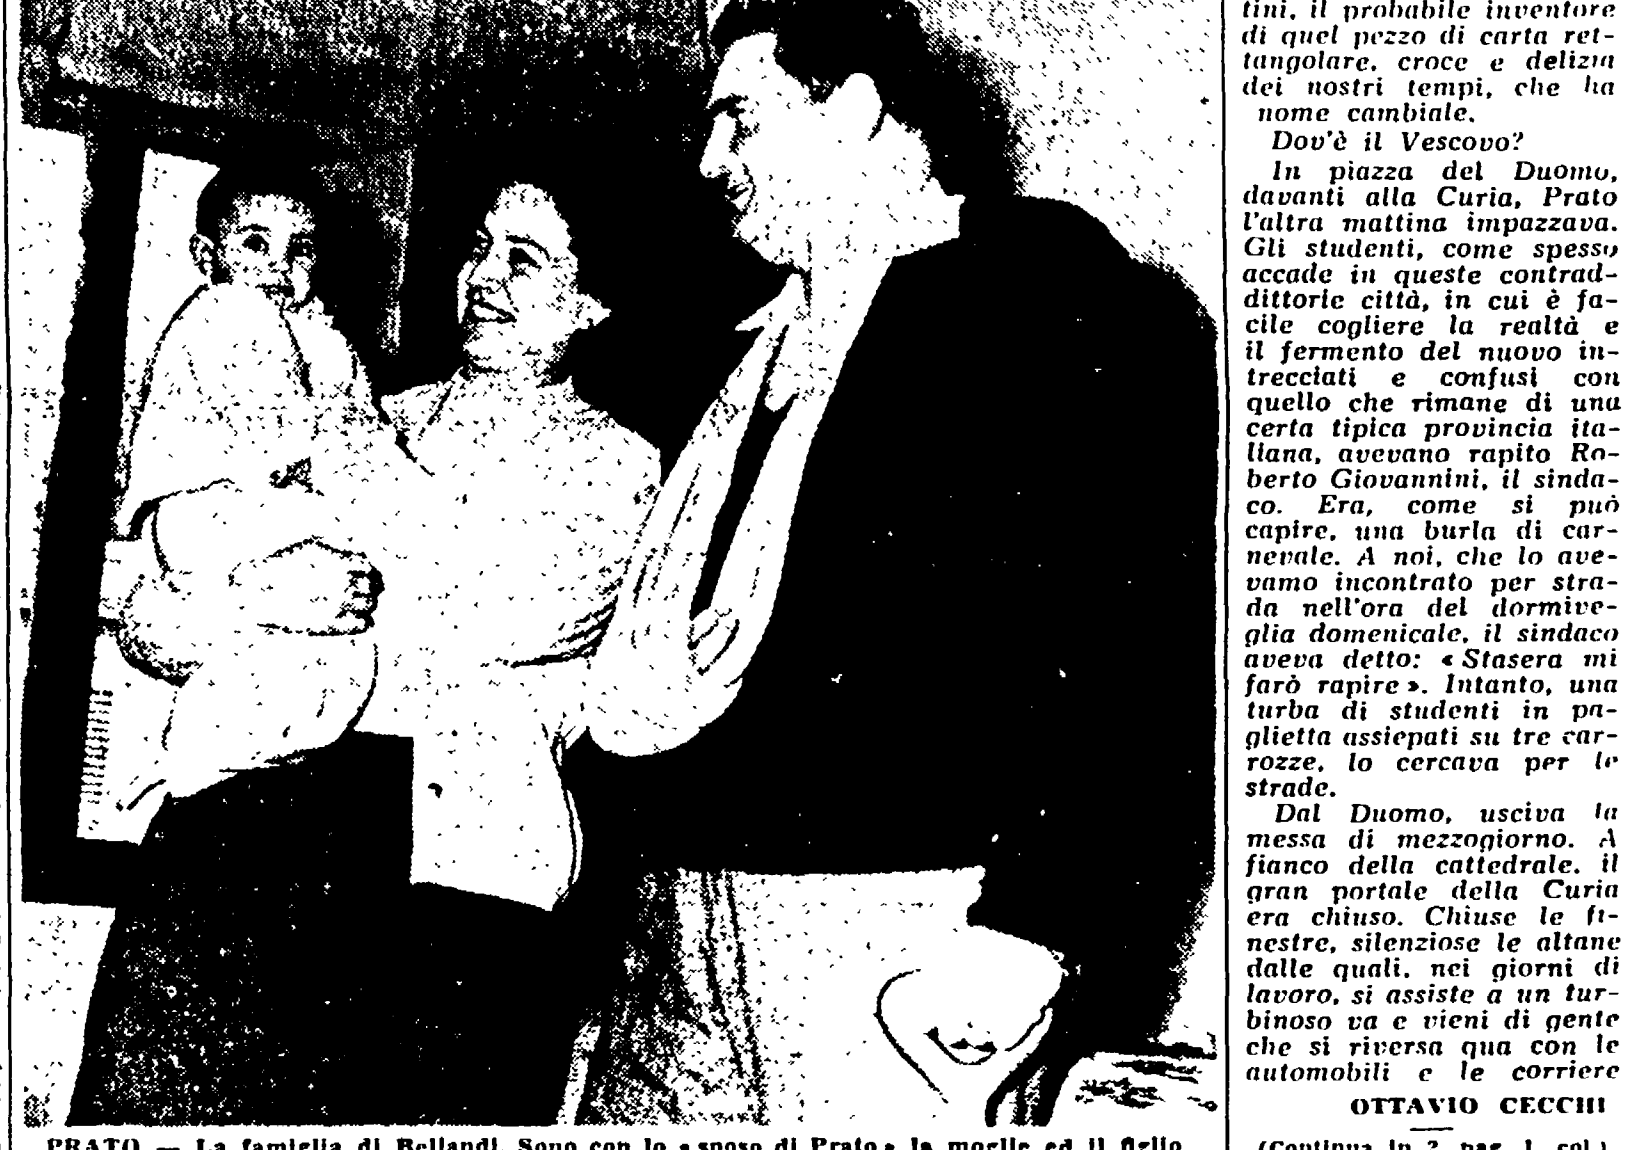 tini, il probabile inventore
di quel pezzo di carta ret-
tangolare, croce e delizia
dei nostri tempi, che ha
nome cambiale.
Dov'è il Vescovo?
In piazza del Duomo,
davanti alla Curia, Prato
l'altra mattina impazzava.
Gli studenti, come spesso
accade in queste contrad-
dittorie città, in cui è fa-
cile cogliere la realtà e
il fermento del nuovo in-
trecciati e confusi con
quello che rimane di una
certa tipica provincia ita-
liana, avevano rapito Ro-
berto Giovannini, il sinda-
co. Era, come si può
capire, una burla di car-
nevale. A noi, che lo ave-
vamo incontrato per stra-
da nell'ora del dormive-
glia domenicale, il sindaco
aveva detto: « Stasera mi
farò rapire ». Intanto, una
turba di studenti in pa-
glietta assiepati su tre car-
rozze, lo cercava per le
strade.
Dal Duomo, usciva la
messa di mezzogiorno. A
fianco della cattedrale, il
gran portale della Curia
era chiuso. Chiuse le fi-
nestre, silenziose le altane
dalle quali, nei giorni di
lavoro, si assiste a un tur-
binoso va e vieni di gente
che si riversa qua con le
automobili e le corriere
OTTAVIO CECCHI
(Continua in 2. pag. 1. col.)
PRATO — La famiglia di Bellandi. Sono con lo « sposo di Prato » la moglie ed il figlio